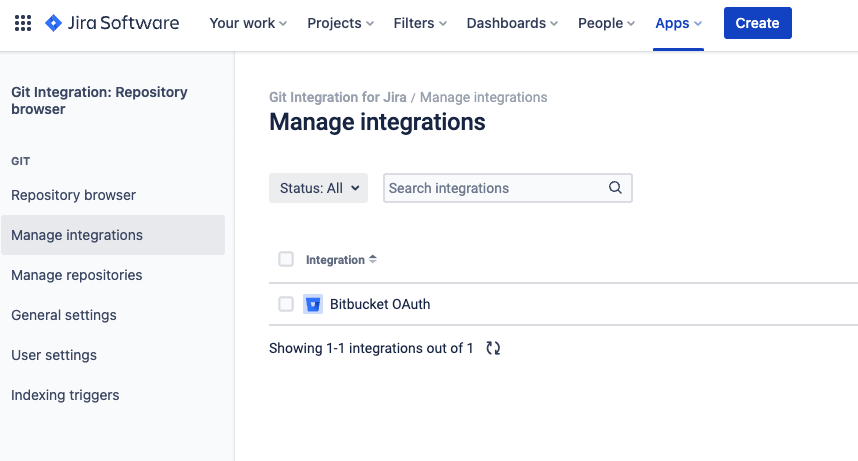 Jira Software Your work Projects Filters Dashboards People Apps Create
Git Integration: Repository
browser
GIT
Repository browser
Manage integrations
Manage repositories
General settings
User settings
Indexing triggers
Git Integration for Jira / Manage integrations
Manage integrations
Status: All Search integrations
Integration
Bitbucket OAuth
Showing 1-1 integrations out of 1